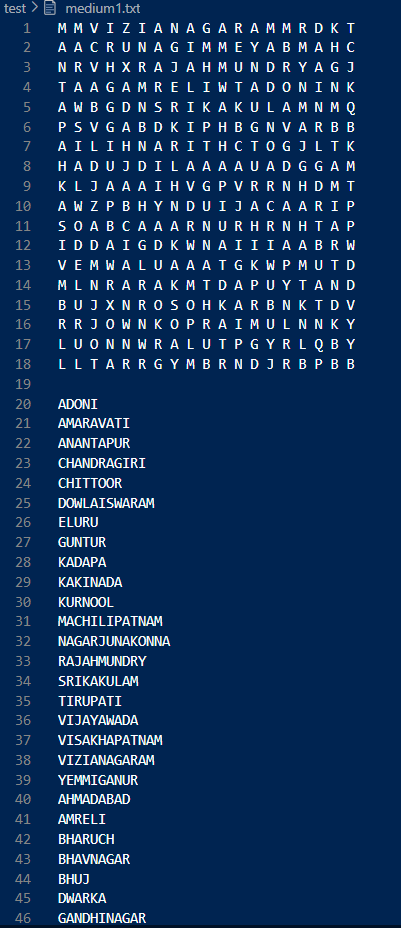 test > medium1.txt
1 M M V I Z I A N A G A R A M M R D K T
2 A A C R U N A G I M M E Y A B M A H C
3 N R V H X R A J A H M U N D R Y A G J
4 T A A G A M R E L I W T A D O N I N K
5 A W B G D N S R I K A K U L A M N M Q
6 P S V G A B D K I P H B G N V A R B B
7 A I L I H N A R I T H C T O G J L T K
8 H A D U J D I L A A A A U A D G G A M
9 K L J A A A I H V G P V R R N H D M T
10 A W Z P B H Y N D U I J A C A A R I P
11 S O A B C A A A R N U R H R N H T A P
12 I D D A I G D K W N A I I I A A B R W
13 V E M W A L U A A A T G K W P M U T D
14 M L N R A R A K M T D A P U Y T A N D
15 B U J X N R O S O H K A R B N K T D V
16 R R J O W N K O P R A I M U L N N K Y
17 L U O N N W R A L U T P G Y R L Q B Y
18 L L T A R R G Y M B R N D J R B P B B
19
20 ADONI
21 AMARAVATI
22 ANANTAPUR
23 CHANDRAGIRI
24 CHITTOOR
25 DOWLAISWARAM
26 ELURU
27 GUNTUR
28 KADAPA
29 KAKINADA
30 KURNOOL
31 MACHILIPATNAM
32 NAGARJUNAKONNA
33 RAJAHMUNDRY
34 SRIKAKULAM
35 TIRUPATI
36 VIJAYAWADA
37 VISAKHAPATNAM
38 VIZIANAGARAM
39 YEMMIGANUR
40 AHMADABAD
41 AMRELI
42 BHARUCH
43 BHAVNAGAR
44 BHUJ
45 DWARKA
46 GANDHINAGAR